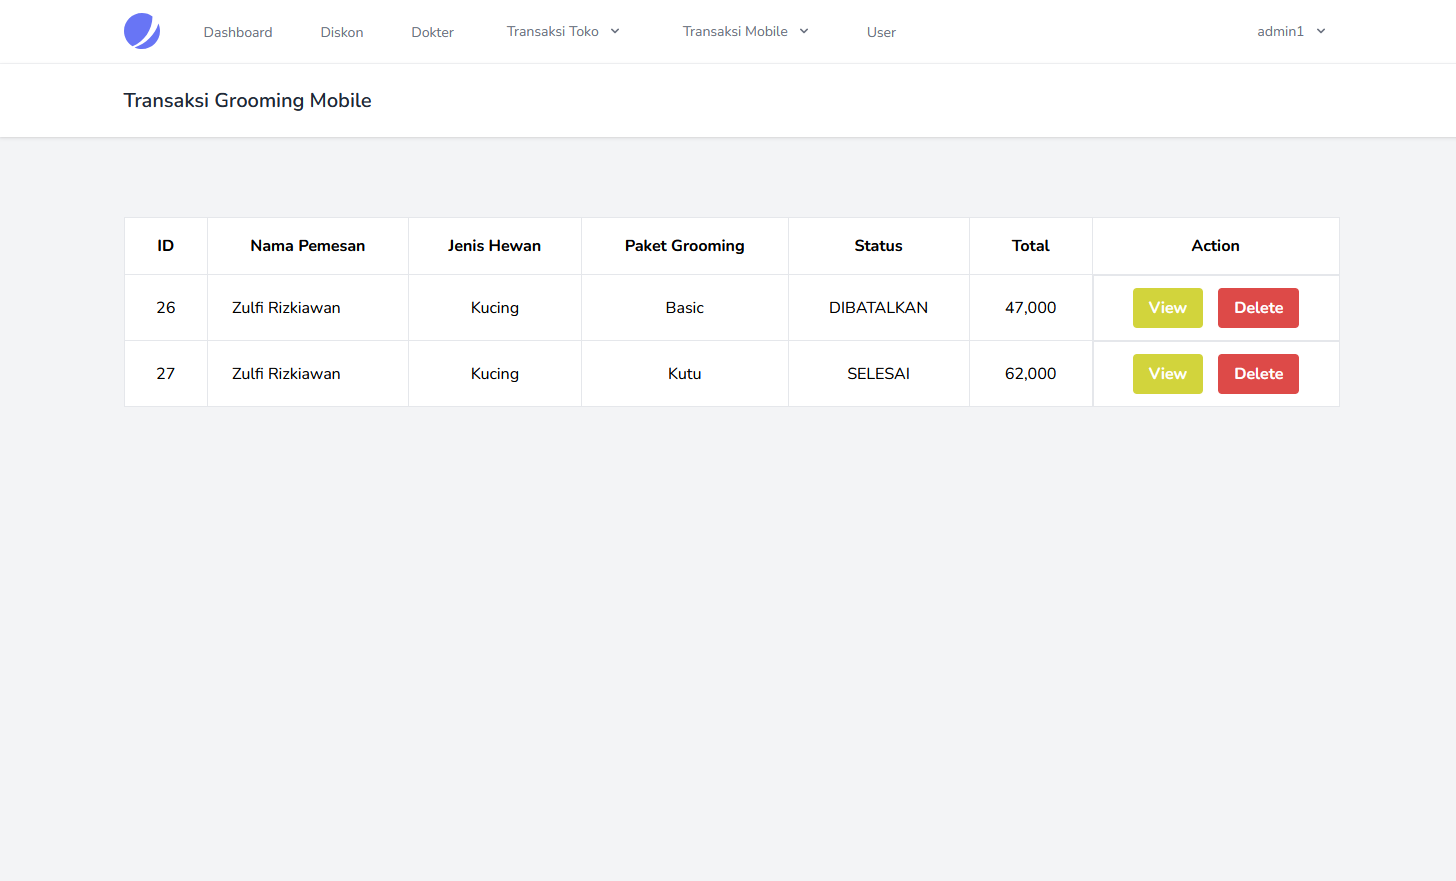 Dashboard Diskon Dokter Transaksi Toko Transaksi Mobile User admin1
Transaksi Grooming Mobile
ID Nama Pemesan Jenis Hewan Paket Grooming Status Total Action
26 Zulfi Rizkiawan Kucing Basic DIBATALKAN 47,000 View Delete
27 Zulfi Rizkiawan Kucing Kutu SELESAI 62,000 View Delete